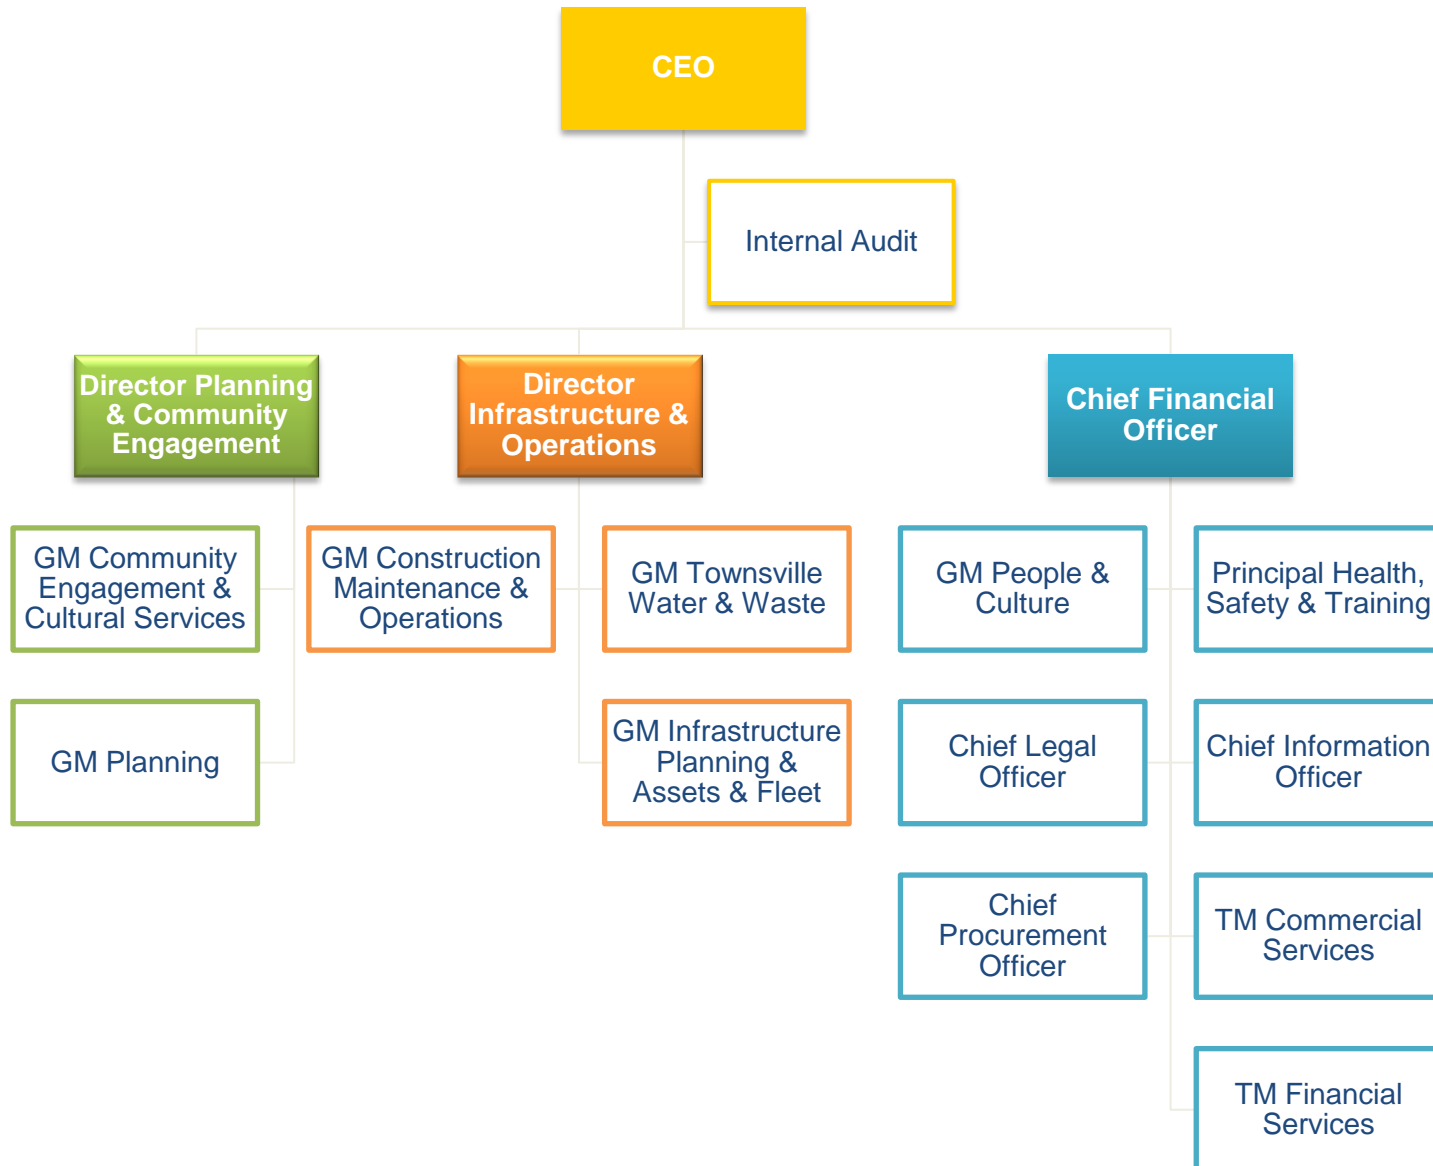 CEO
Internal Audit
Director Planning
& Community
Engagement
Director
Infrastructure &
Operations
Chief Financial
Officer
GM Community
Engagement &
Cultural Services
GM Construction
Maintenance &
Operations
GM Townsville
Water & Waste
GM People &
Culture
Principal Health,
Safety & Training
GM Planning
GM Infrastructure
Planning &
Assets & Fleet
Chief Legal
Officer
Chief Information
Officer
Chief
Procurement
Officer
TM Commercial
Services
TM Financial
Services